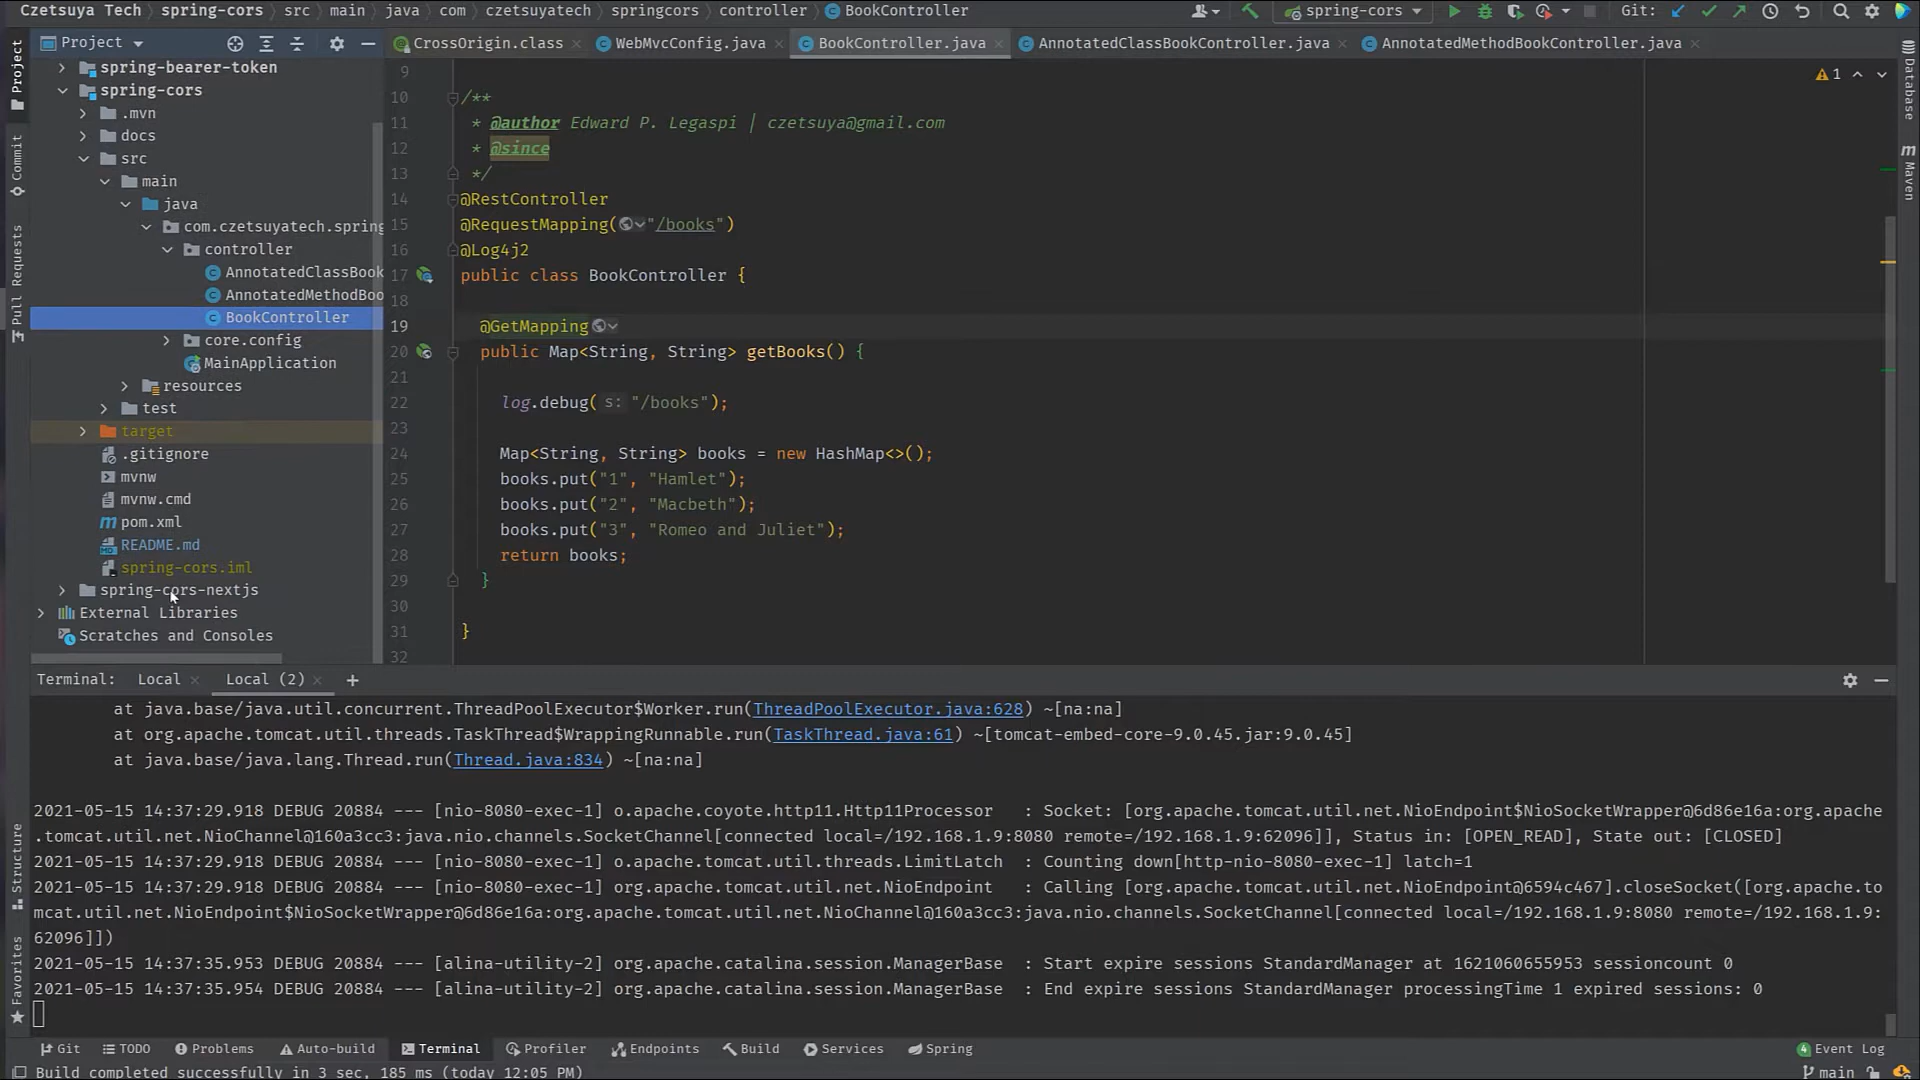 Czetsuya Tech spring-cors src main java com czetsuyatech springcors controller BookController
spring-cors Git:
Project
CrossOrigin.class WebMvcConfig.java BookController.java AnnotatedClassBookController.java AnnotatedMethodBookController.java
Project
Commit
Pull Requests
Structure
Favorites
Database
Maven
spring-bearer-token
spring-cors
.mvn
docs
src
main
java
com.czetsuyatech.spring
controller
AnnotatedClassBook
AnnotatedMethodBoo
BookController
core.config
MainApplication
resources
test
target
.gitignore
mvnw
mvnw.cmd
pom.xml
README.md
spring-cors.iml
spring-cors-nextjs
External Libraries
Scratches and Consoles
1
9
10 /**
11 * @author Edward P. Legaspi | czetsuya@gmail.com
12 * @since
13 */
14 @RestController
15 @RequestMapping("/books")
16 @Log4j2
17 public class BookController {
18
19 @GetMapping
20 public Map<String, String> getBooks() {
21
22 log.debug( s: "/books");
23
24 Map<String, String> books = new HashMap<>();
25 books.put("1", "Hamlet");
26 books.put("2", "Macbeth");
27 books.put("3", "Romeo and Juliet");
28 return books;
29 }
30
31 }
32
Terminal: Local Local (2) +
at java.base/java.util.concurrent.ThreadPoolExecutor$Worker.run(ThreadPoolExecutor.java:628) ~[na:na]
at org.apache.tomcat.util.threads.TaskThread$WrappingRunnable.run(TaskThread.java:61) ~[tomcat-embed-core-9.0.45.jar:9.0.45]
at java.base/java.lang.Thread.run(Thread.java:834) ~[na:na]
2021-05-15 14:37:29.918 DEBUG 20884 --- [nio-8080-exec-1] o.apache.coyote.http11.Http11Processor : Socket: [org.apache.tomcat.util.net.NioEndpoint$NioSocketWrapper@6d86e16a:org.apache
.tomcat.util.net.NioChannel@160a3cc3:java.nio.channels.SocketChannel[connected local=/192.168.1.9:8080 remote=/192.168.1.9:62096]], Status in: [OPEN_READ], State out: [CLOSED]
2021-05-15 14:37:29.918 DEBUG 20884 --- [nio-8080-exec-1] o.apache.tomcat.util.threads.LimitLatch : Counting down[http-nio-8080-exec-1] latch=1
2021-05-15 14:37:29.918 DEBUG 20884 --- [nio-8080-exec-1] org.apache.tomcat.util.net.NioEndpoint : Calling [org.apache.tomcat.util.net.NioEndpoint@6594c467].closeSocket([org.apache.to
mcat.util.net.NioEndpoint$NioSocketWrapper@6d86e16a:org.apache.tomcat.util.net.NioChannel@160a3cc3:java.nio.channels.SocketChannel[connected local=/192.168.1.9:8080 remote=/192.168.1.9:
62096]])
2021-05-15 14:37:35.953 DEBUG 20884 --- [alina-utility-2] org.apache.catalina.session.ManagerBase : Start expire sessions StandardManager at 1621060655953 sessioncount 0
2021-05-15 14:37:35.954 DEBUG 20884 --- [alina-utility-2] org.apache.catalina.session.ManagerBase : End expire sessions StandardManager processingTime 1 expired sessions: 0
Git TODO Problems Auto-build Terminal Profiler Endpoints Build Services Spring 4 Event Log
Build completed successfully in 3 sec, 185 ms (today 12:05 PM) main